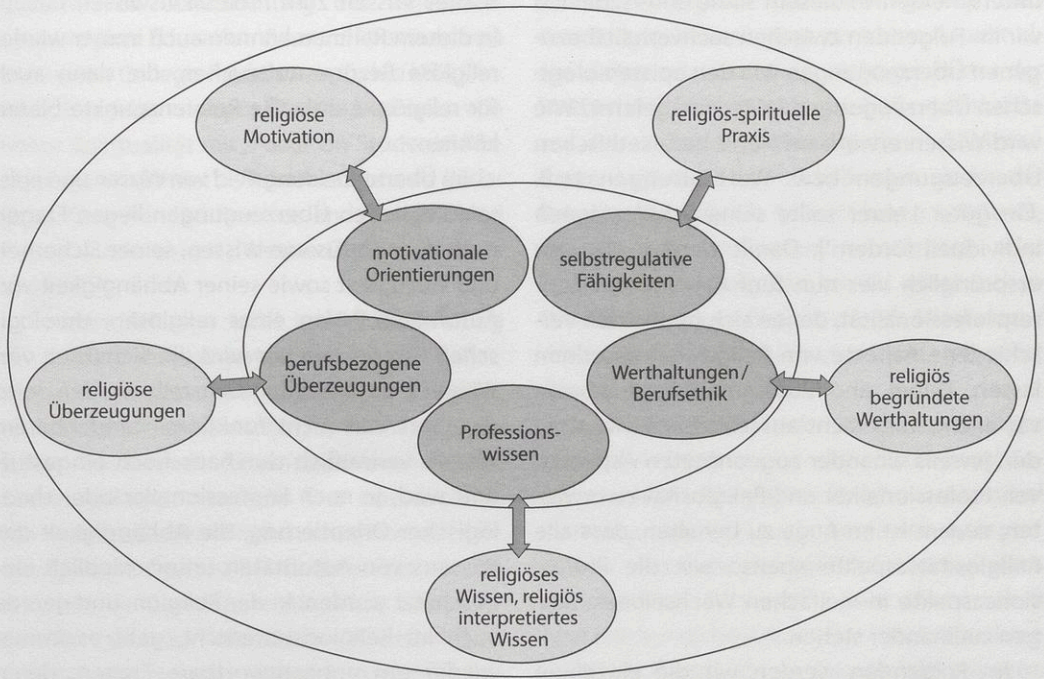 religiöse
Motivation
religiös-spirituelle
Praxis
motivationale
Orientierungen
selbstregulative
Fähigkeiten
religiöse
Überzeugungen
berufsbezogene
Überzeugungen
Werthaltungen/
Berufsethik
religiös
begründete
Werthaltungen
Professions-
wissen
religiöses
Wissen, religiös
interpretiertes
Wissen